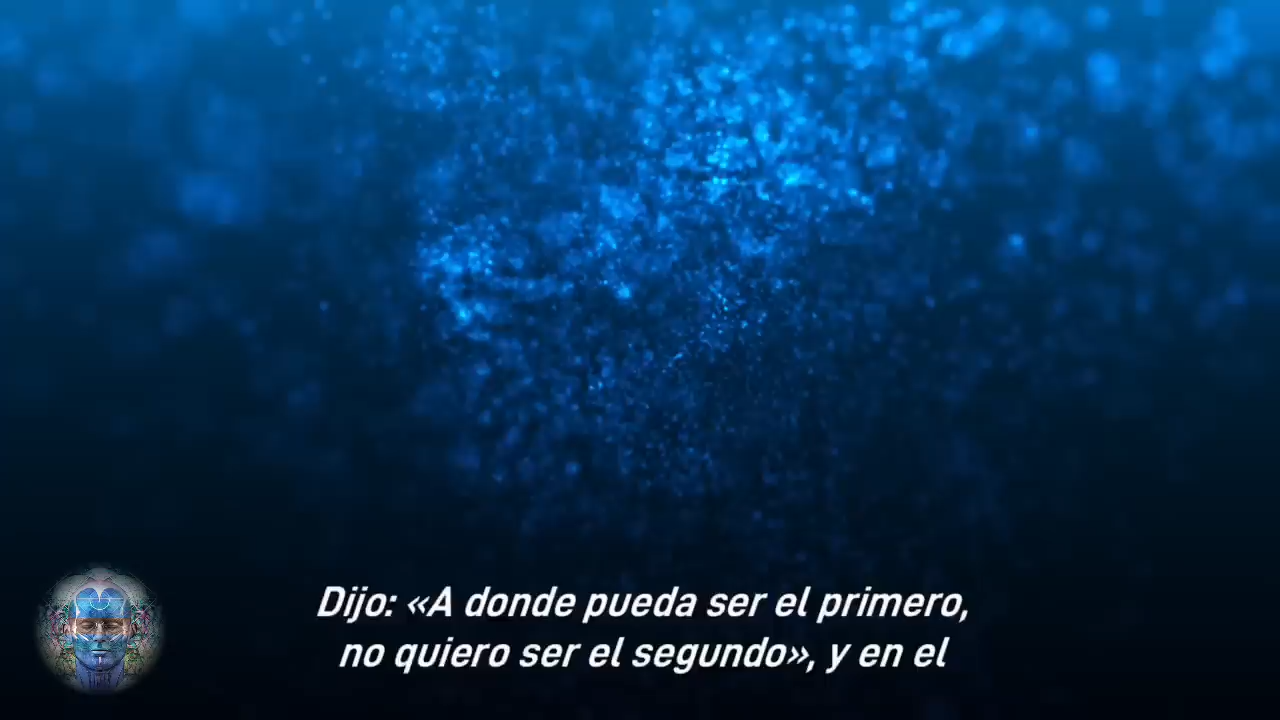 Dijo: «A donde pueda ser el primero,
no quiero ser el segundo», y en el